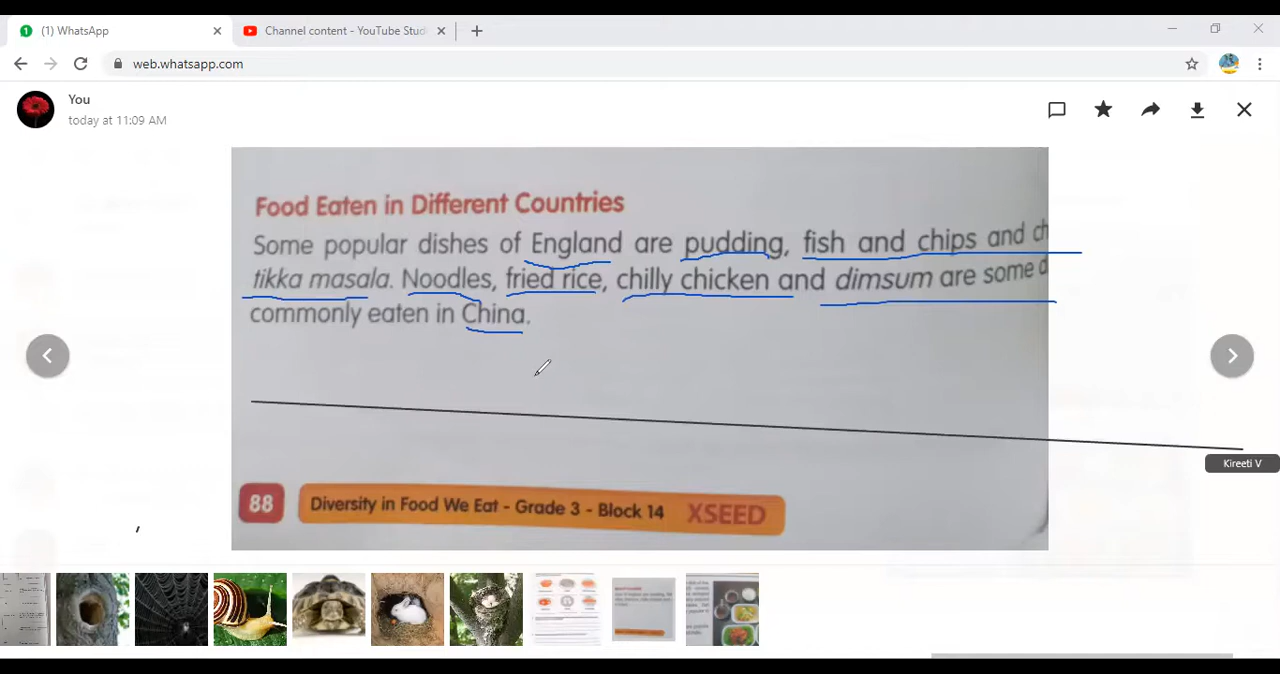 (1) WhatsApp
Channel content - YouTube Stud
web.whatsapp.com
You
today at 11:09 AM
Food Eaten in Different Countries
Some popular dishes of England are pudding, fish and chips and ch
tikka masala. Noodles, fried rice, chilly chicken and dimsum are some d
commonly eaten in China.
Kireeti V
88 Diversity in Food We Eat - Grade 3 - Block 14 XSEED